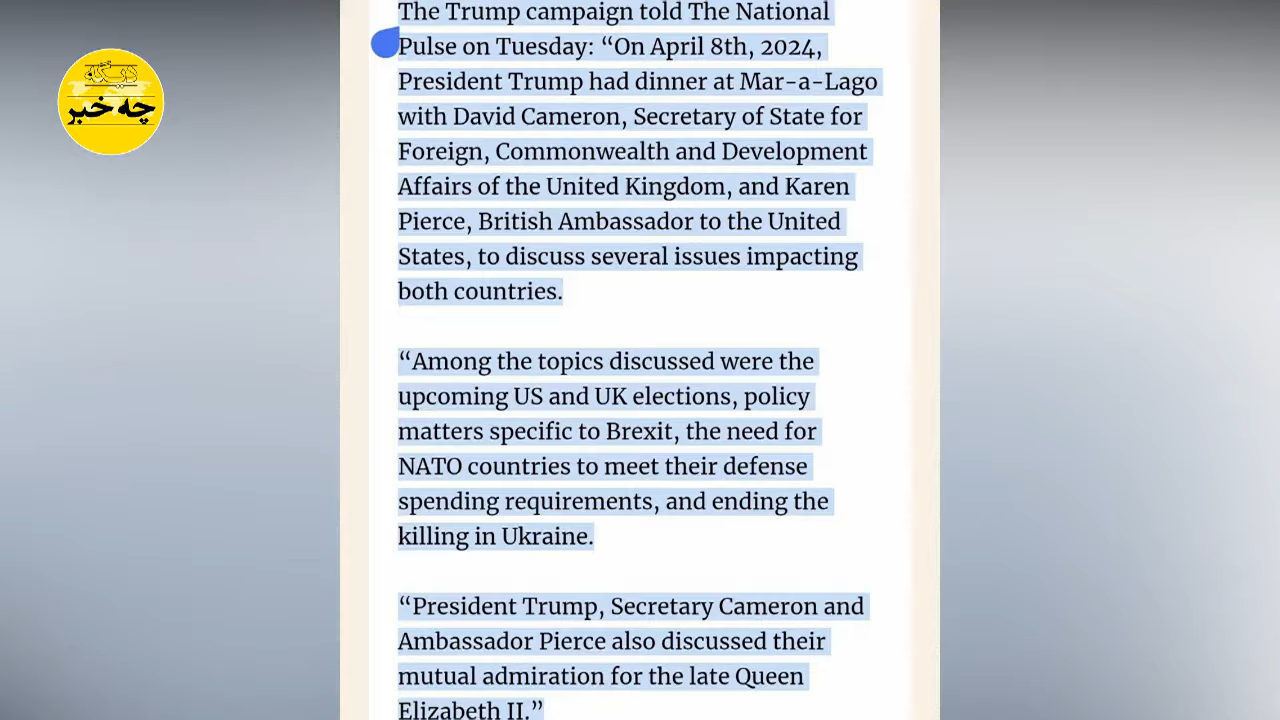 دیگه
چه خبر
The Trump campaign told The National
Pulse on Tuesday: “On April 8th, 2024,
President Trump had dinner at Mar-a-Lago
with David Cameron, Secretary of State for
Foreign, Commonwealth and Development
Affairs of the United Kingdom, and Karen
Pierce, British Ambassador to the United
States, to discuss several issues impacting
both countries.
“Among the topics discussed were the
upcoming US and UK elections, policy
matters specific to Brexit, the need for
NATO countries to meet their defense
spending requirements, and ending the
killing in Ukraine.
“President Trump, Secretary Cameron and
Ambassador Pierce also discussed their
mutual admiration for the late Queen
Elizabeth II.”